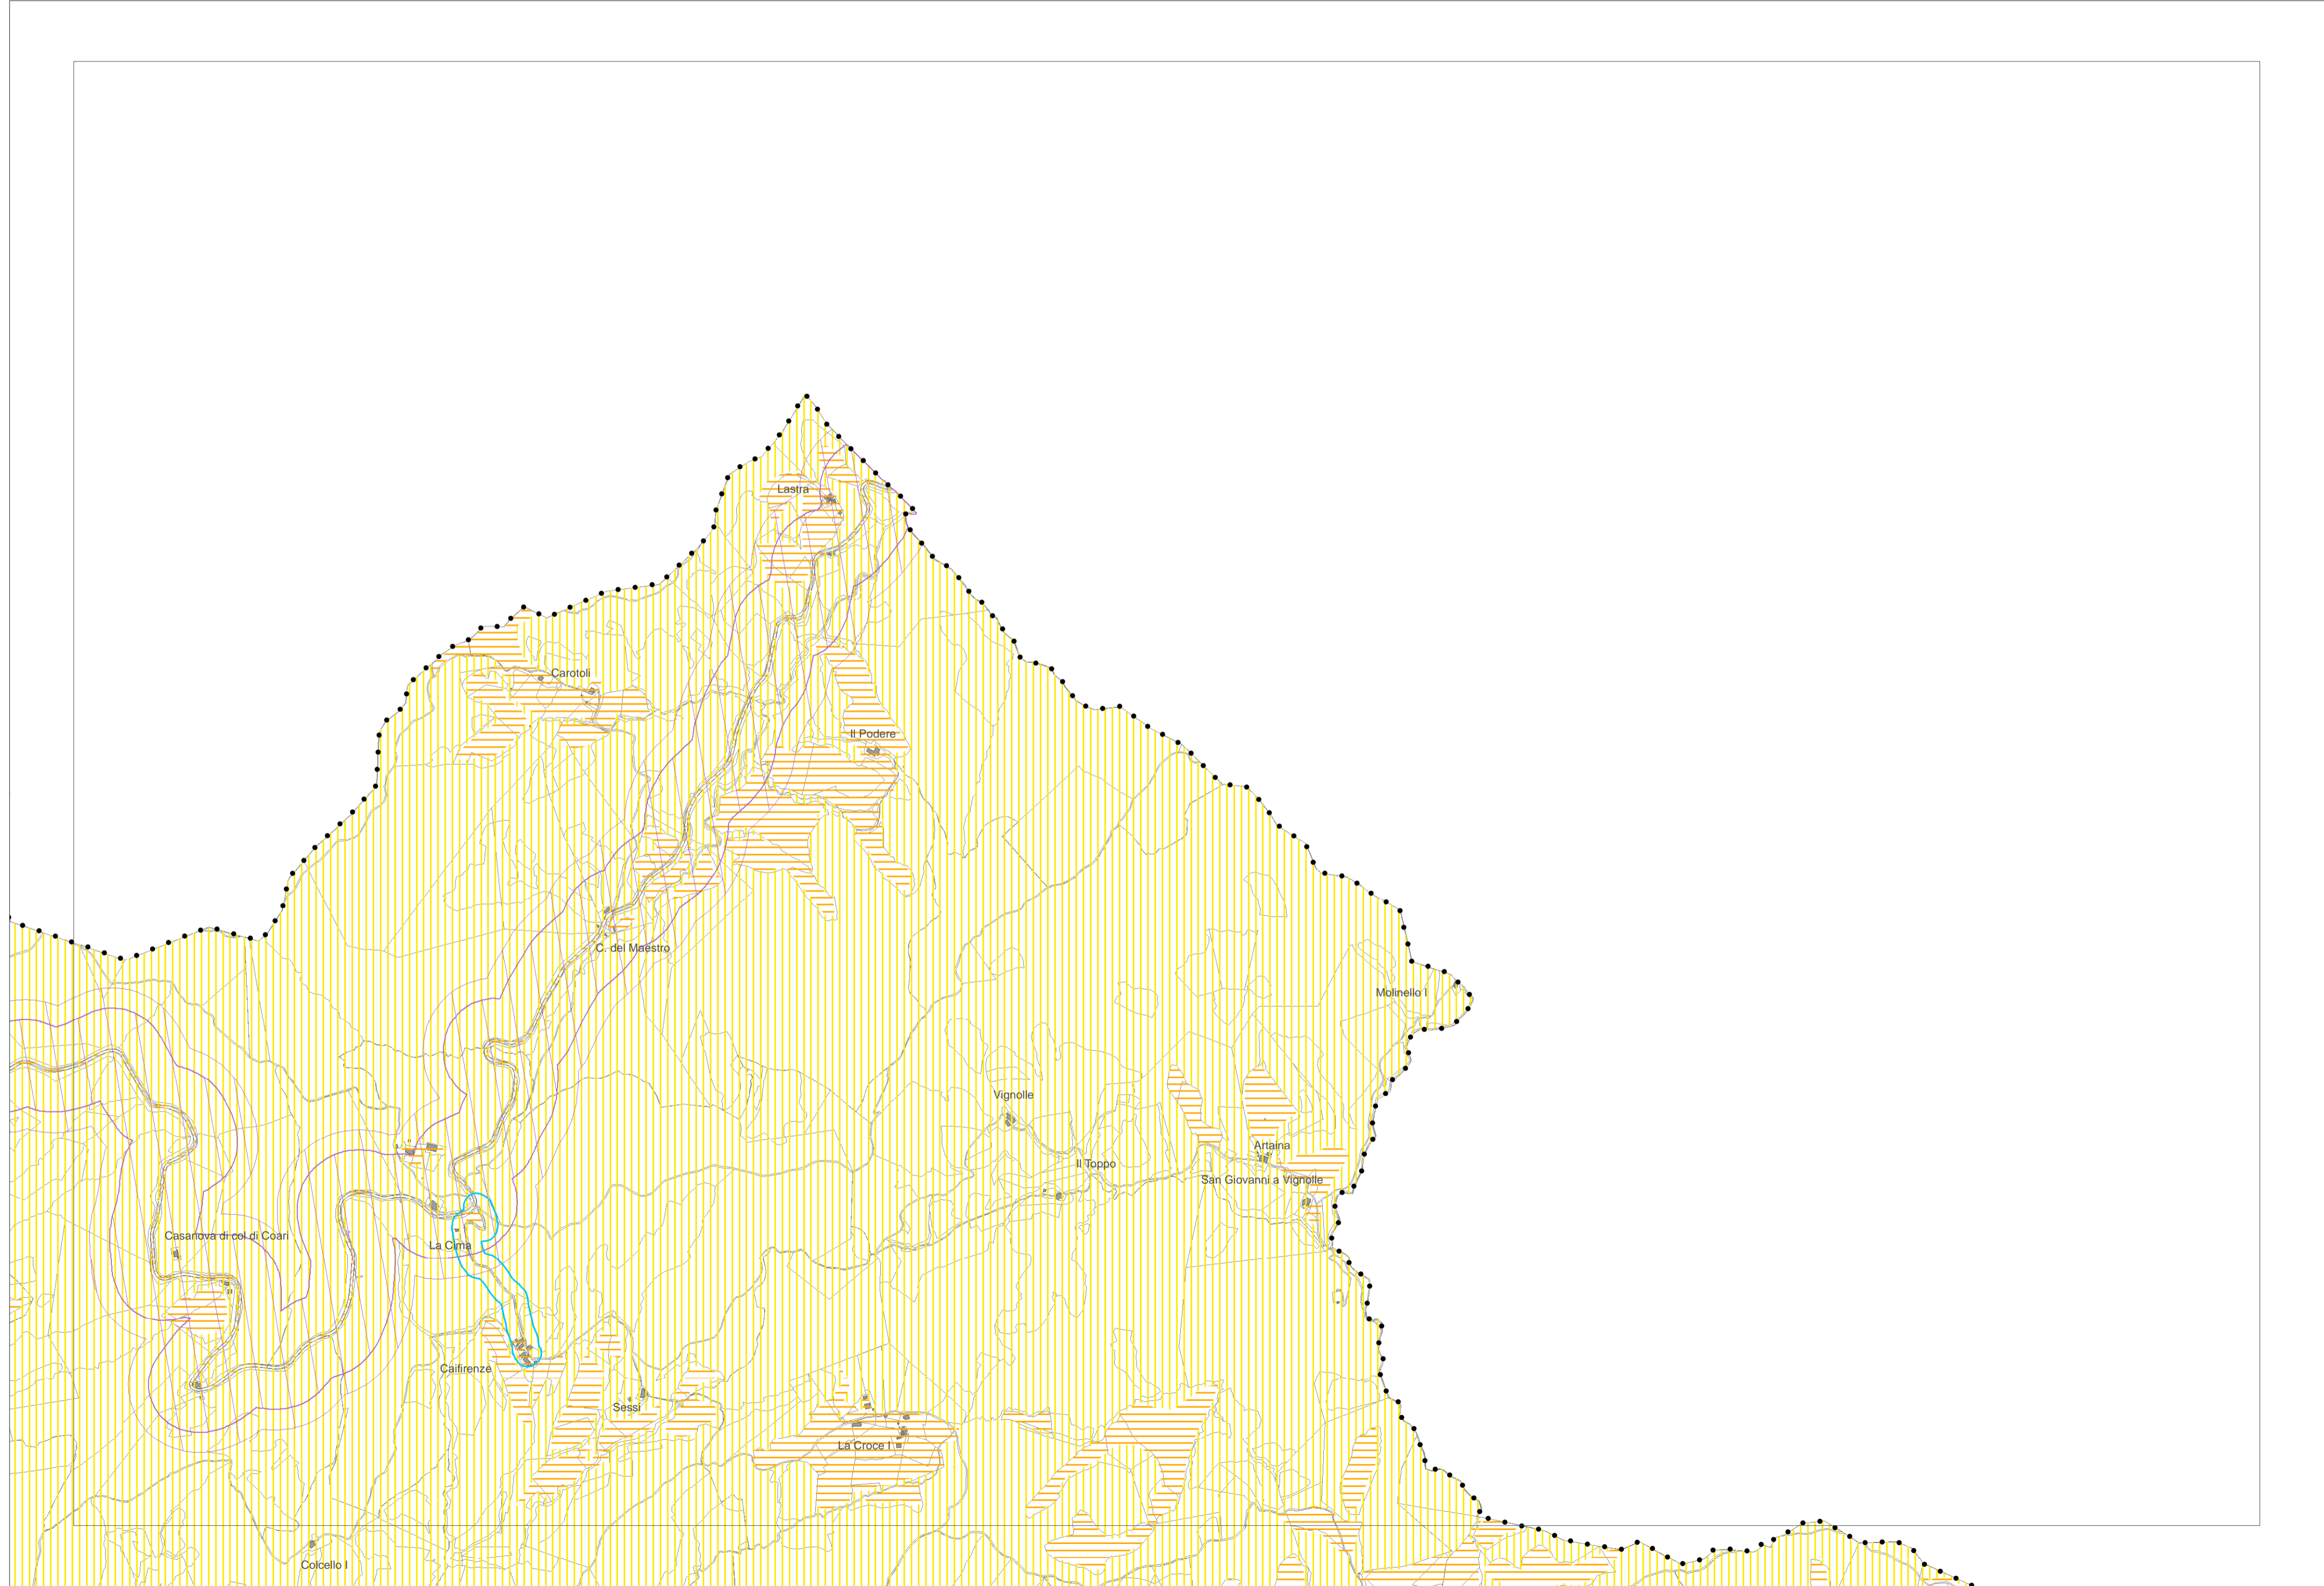 Lastra
Carotoli
Il Podere
C. del Maestro
Molinello I
Vignolle
Artaina
Il Toppo
San Giovanni a Vignolle
Casanova di col di Coari
La Cima
Caifirenze
Sessi
La Croce I
Colcello I